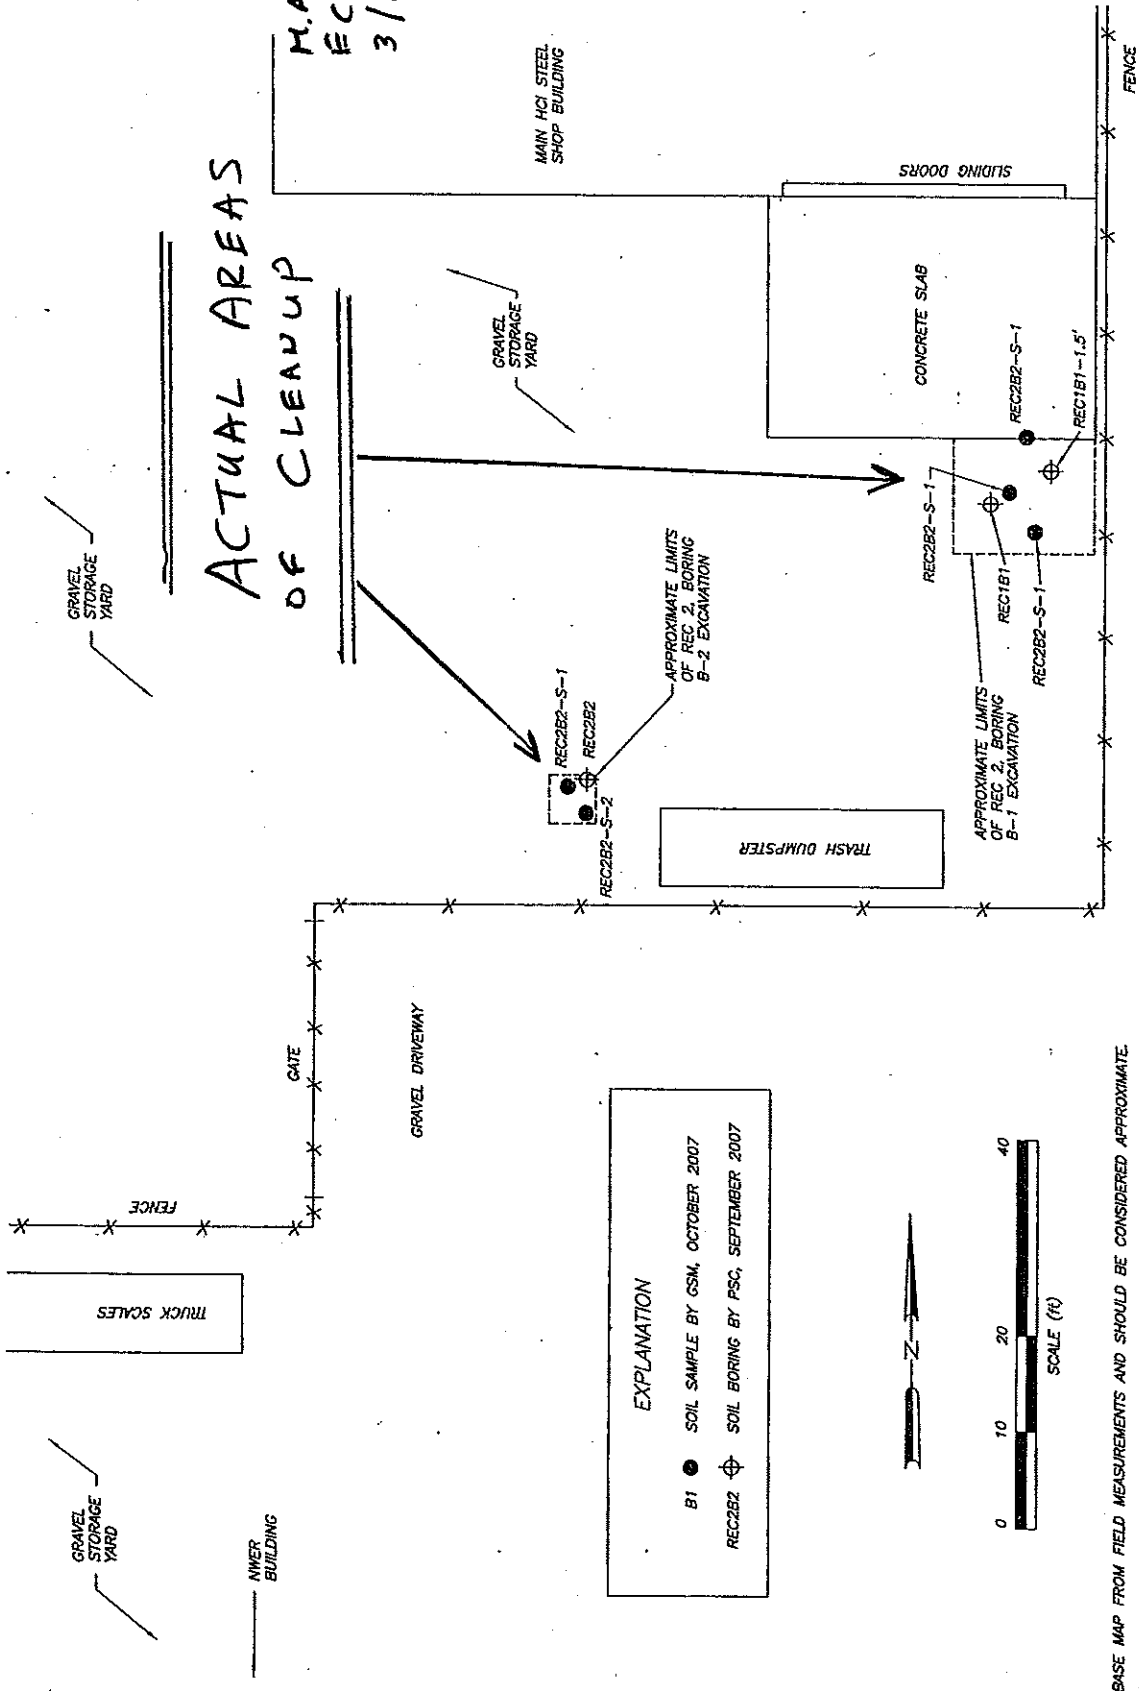 M.A
EC
3/
ACTUAL AREAS
OF CLEANUP
MAIN HCI STEEL
SHOP BUILDING
SLIDING DOORS
FENCE
GRAVEL
STORAGE
YARD
GRAVEL
STORAGE
YARD
CONCRETE SLAB
REC2B2-S-1
REC1B1-1.5'
REC2B2-S-1
REC1B1
REC2B2-S-1
APPROXIMATE LIMITS
OF REC 2, BORING
B-1 EXCAVATION
APPROXIMATE LIMITS
OF REC 2, BORING
B-2 EXCAVATION
REC2B2-S-1
REC2B2
REC2B2-S-2
TRASH DUMPSTER
GATE
GRAVEL DRIVEWAY
FENCE
TRUCK SCALES
GRAVEL
STORAGE
YARD
NWER
BUILDING
EXPLANATION
B1 SOIL SAMPLE BY GSM, OCTOBER 2007
REC2B2 SOIL BORING BY PSC, SEPTEMBER 2007
N
0 10 20 40
SCALE (ft)
BASE MAP FROM FIELD MEASUREMENTS AND SHOULD BE CONSIDERED APPROXIMATE.